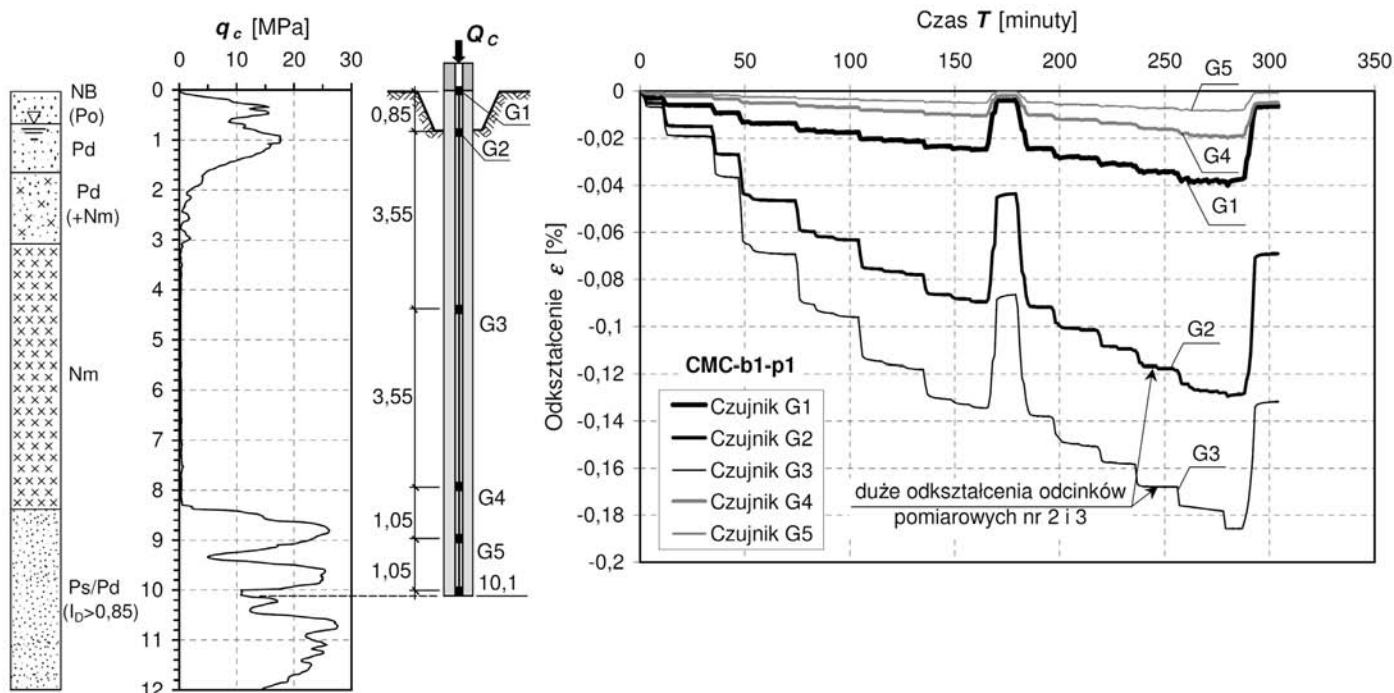 q c [MPa]
0 10 20 30
0
1
2
3
4
5
6
7
8
9
10
11
12
NB
(Po)
Pd
Pd
(+Nm)
Nm
Ps/Pd
(I_D>0,85)
Q c
0,85
3,55
3,55
1,05
1,05
G1
G2
G3
G4
G5
10,1
Czas T [minuty]
0 50 100 150 200 250 300 350
Odkształcenie ε [%]
0
-0,02
-0,04
-0,06
-0,08
-0,1
-0,12
-0,14
-0,16
-0,18
-0,2
G5
G4
G1
G2
G3
CMC-b1-p1
Czujnik G1
Czujnik G2
Czujnik G3
Czujnik G4
Czujnik G5
duże odkształcenia odcinków
pomiarowych nr 2 i 3